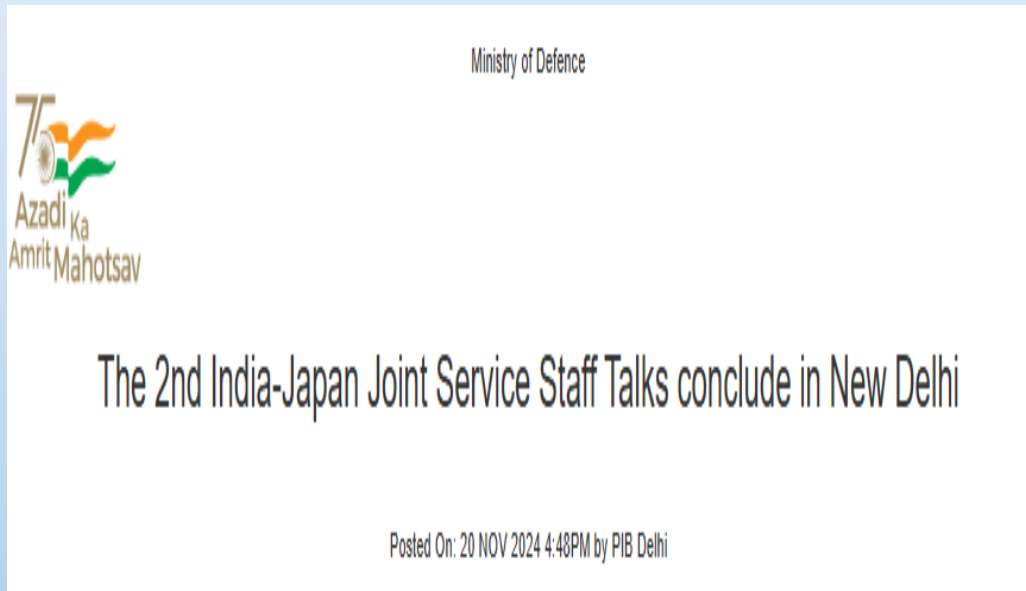 Ministry of Defence
75
Azadi Ka
Amrit Mahotsav
The 2nd India-Japan Joint Service Staff Talks conclude in New Delhi
Posted On: 20 NOV 2024 4:48PM by PIB Delhi